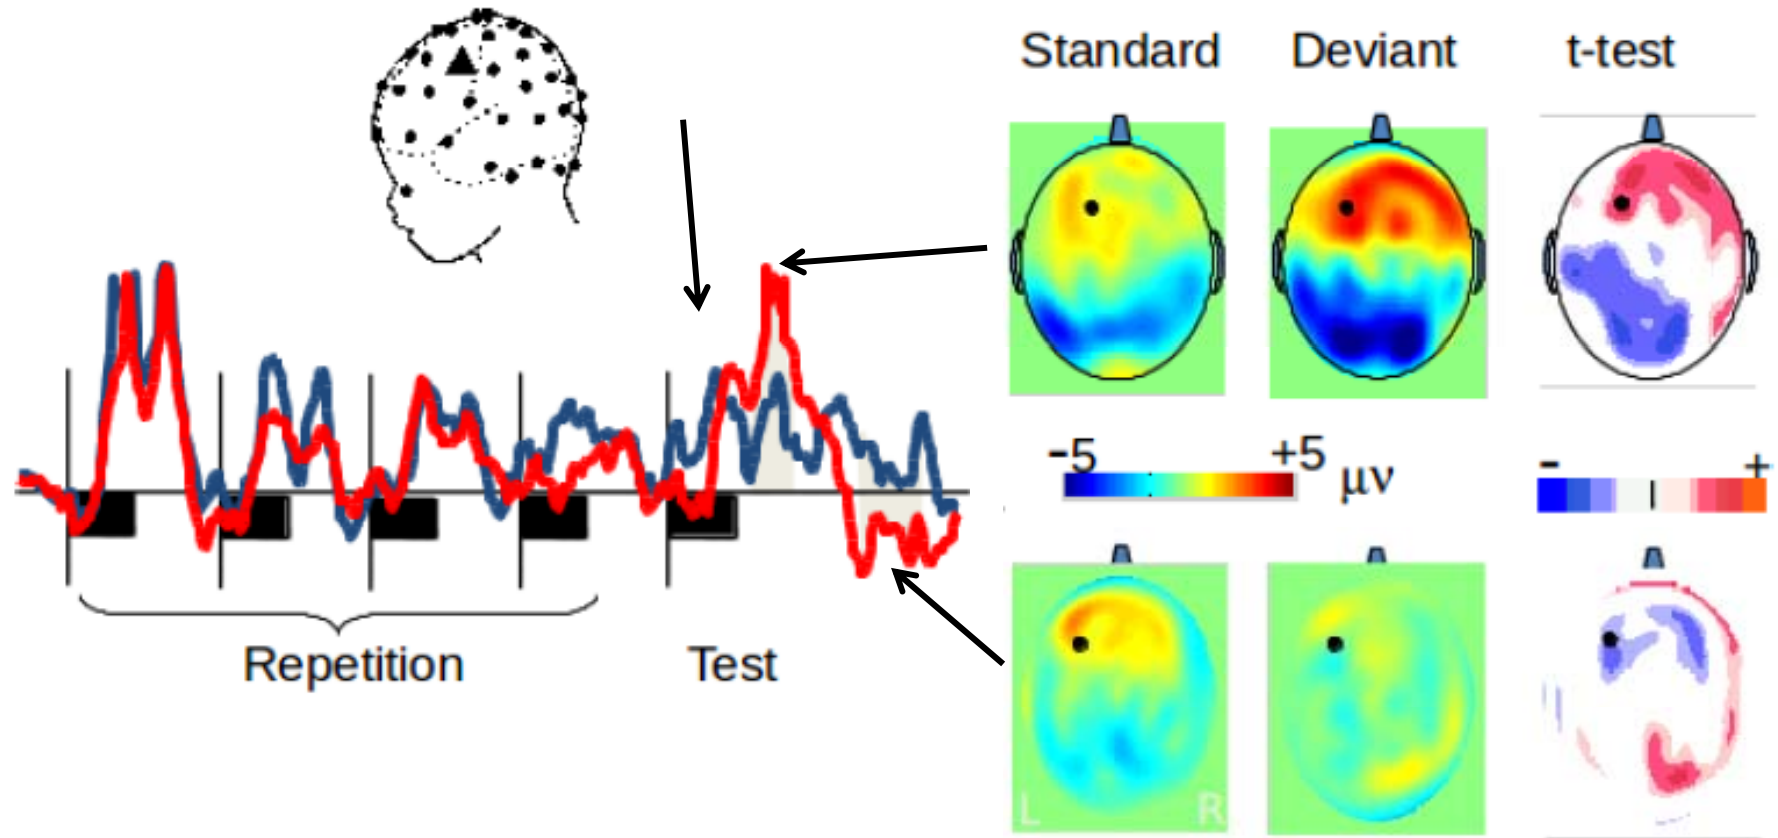 Standard Deviant t-test
-5 +5 μv - +
Repetition Test
L R